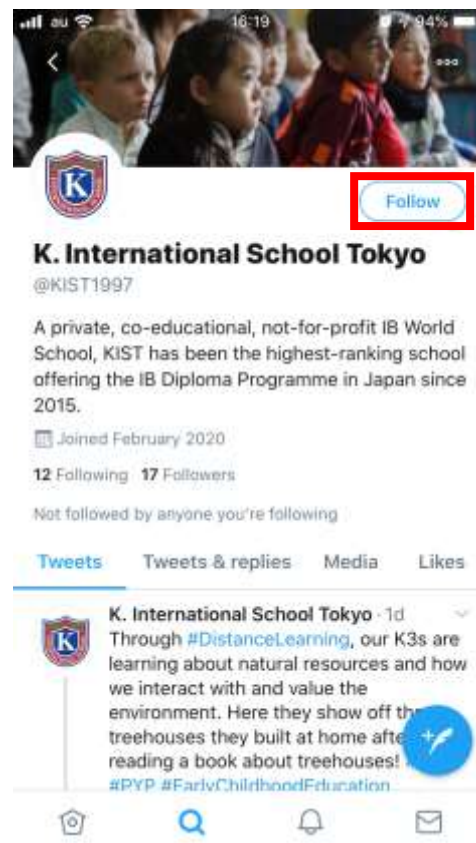 au 16:19 94%
K
Follow
K. International School Tokyo
@KIST1997
A private, co-educational, not-for-profit IB World
School, KIST has been the highest-ranking school
offering the IB Diploma Programme in Japan since
2015.
Joined February 2020
12 Following 17 Followers
Not followed by anyone you're following
Tweets Tweets & replies Media Likes
K
K. International School Tokyo · 1d
Through #DistanceLearning, our K3s are
learning about natural resources and how
we interact with and value the
environment. Here they show off
treehouses they built at home
reading a book about treehouses!
#PYP #EarlyChildhoodEducation